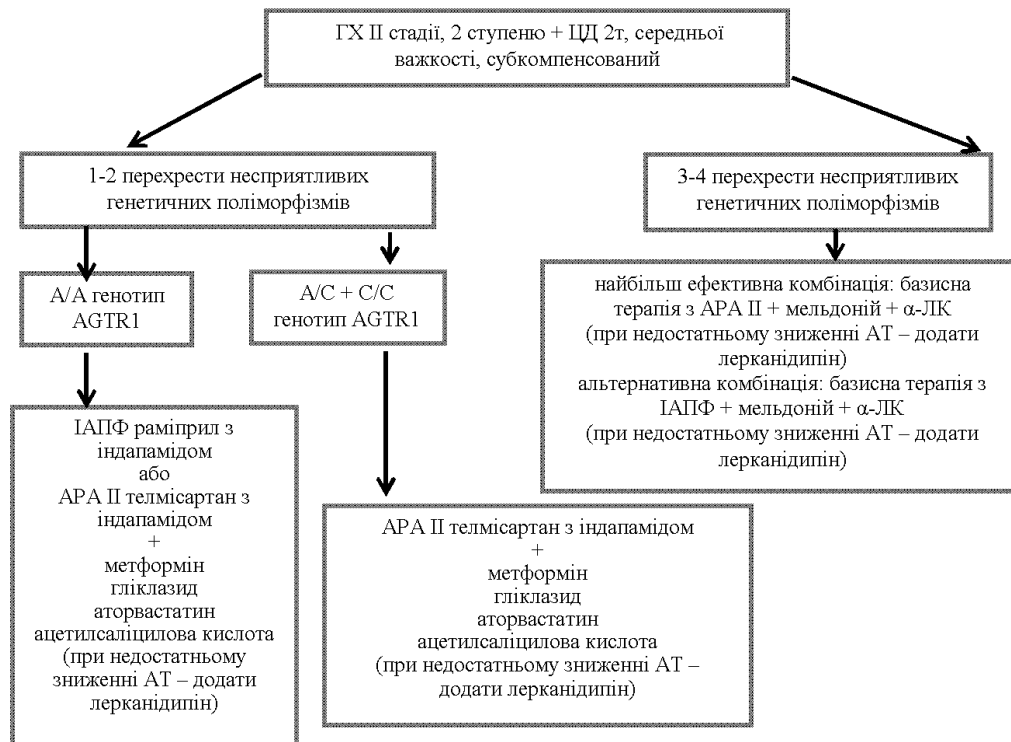 ГХ II стадії, 2 ступеню + ЦД 2т, середньої
важкості, субкомпенсований
1-2 перехрести несприятливих
генетичних поліморфізмів
3-4 перехрести несприятливих
генетичних поліморфізмів
А/А генотип
AGTR1
А/С + С/С
генотип AGTR1
найбільш ефективна комбінація: базисна
терапія з АРА II + мельдоній + α-ЛК
(при недостатньому зниженні АТ – додати
лерканідипін)
альтернативна комбінація: базисна терапія з
ІАПФ + мельдоній + α-ЛК
(при недостатньому зниженні АТ – додати
лерканідипін)
ІАПФ раміприл з
індапамідом
або
АРА II телмісартан з
індапамідом
+
метформін
гліклазид
аторвастатин
ацетилсаліцилова кислота
(при недостатньому
зниженні АТ – додати
лерканідипін)
АРА II телмісартан з індапамідом
+
метформін
гліклазид
аторвастатин
ацетилсаліцилова кислота
(при недостатньому зниженні АТ –
додати лерканідипін)